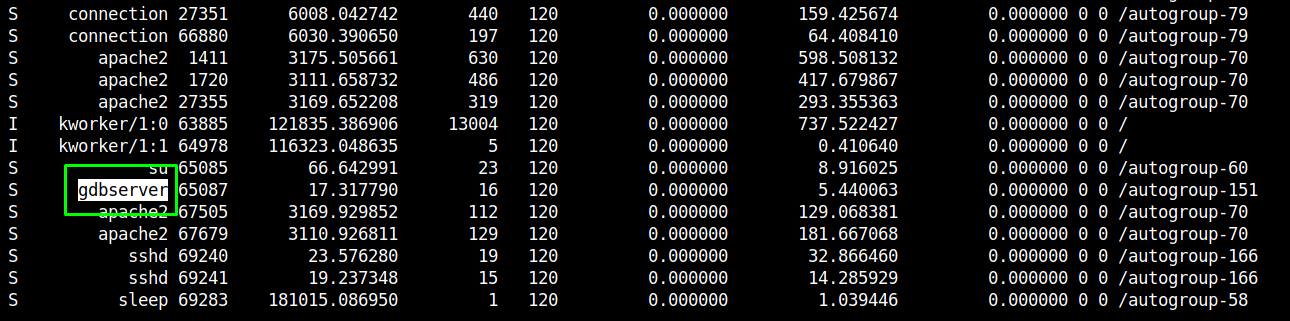 S connection 27351 6008.042742 440 120 0.000000 159.425674 0.000000 0 0 /autogroup-79
S connection 66880 6030.390650 197 120 0.000000 64.408410 0.000000 0 0 /autogroup-79
S apache2 1411 3175.505661 630 120 0.000000 598.508132 0.000000 0 0 /autogroup-70
S apache2 1720 3111.658732 486 120 0.000000 417.679867 0.000000 0 0 /autogroup-70
S apache2 27355 3169.652208 319 120 0.000000 293.355363 0.000000 0 0 /autogroup-70
I kworker/1:0 63885 121835.386906 13004 120 0.000000 737.522427 0.000000 0 0 /
I kworker/1:1 64978 116323.048635 5 120 0.000000 0.410640 0.000000 0 0 /
S su 65085 66.642991 23 120 0.000000 8.916025 0.000000 0 0 /autogroup-60
S gdbserver 65087 17.317790 16 120 0.000000 5.440063 0.000000 0 0 /autogroup-151
S apache2 67505 3169.929852 112 120 0.000000 129.068381 0.000000 0 0 /autogroup-70
S apache2 67679 3110.926811 129 120 0.000000 181.667068 0.000000 0 0 /autogroup-70
S sshd 69240 23.576280 19 120 0.000000 32.866460 0.000000 0 0 /autogroup-166
S sshd 69241 19.237348 15 120 0.000000 14.285929 0.000000 0 0 /autogroup-166
S sleep 69283 181015.086950 1 120 0.000000 1.039446 0.000000 0 0 /autogroup-58